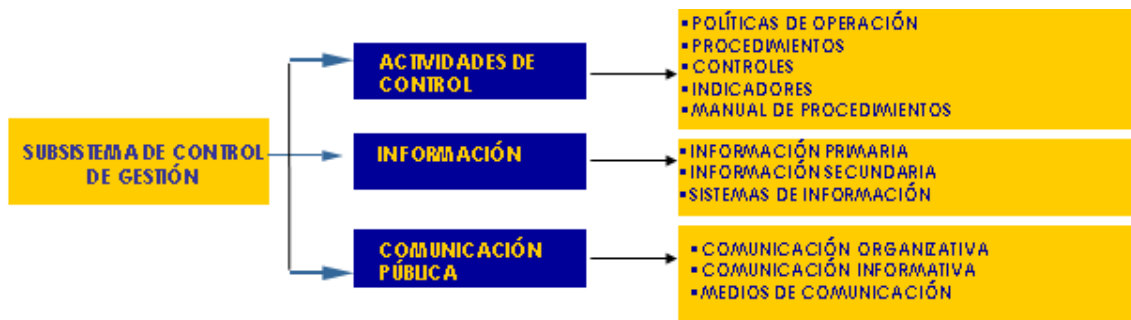 SUBSISTEMA DE CONTROL
DE GESTIÓN
ACTIVIDADES DE
CONTROL
▪POLÍTICAS DE OPERACIÓN
▪PROCEDIMIENTOS
▪CONTROLES
▪INDICADORES
▪MANUAL DE PROCEDIMIENTOS
INFORMACIÓN
▪INFORMACIÓN PRIMARIA
▪INFORMACIÓN SECUNDARIA
▪SISTEMAS DE INFORMACIÓN
COMUNICACIÓN
PÚBLICA
▪COMUNICACIÓN ORGANIZATIVA
▪COMUNICACIÓN INFORMATIVA
▪MEDIOS DE COMUNICACIÓN